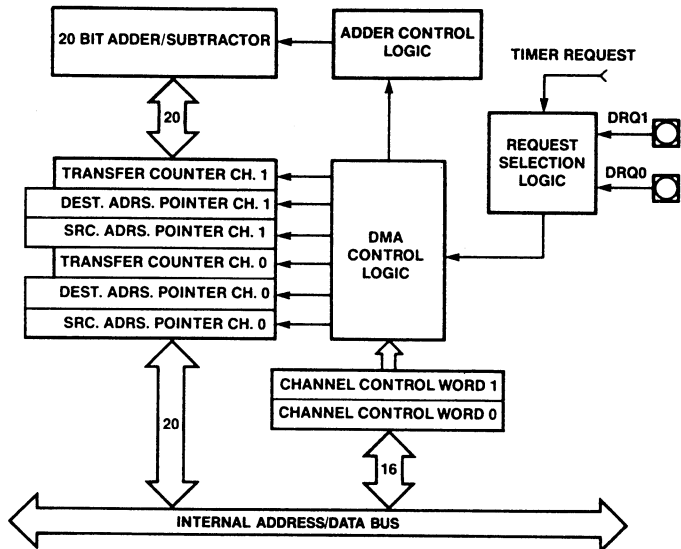 20 BIT ADDER/SUBTRACTOR
ADDER CONTROL
LOGIC
TIMER REQUEST
DRQ1
REQUEST
SELECTION
LOGIC
DRQ0
20
TRANSFER COUNTER CH. 1
DEST. ADRS. POINTER CH. 1
SRC. ADRS. POINTER CH. 1
TRANSFER COUNTER CH. 0
DEST. ADRS. POINTER CH. 0
SRC. ADRS. POINTER CH. 0
DMA
CONTROL
LOGIC
CHANNEL CONTROL WORD 1
CHANNEL CONTROL WORD 0
20
16
INTERNAL ADDRESS/DATA BUS